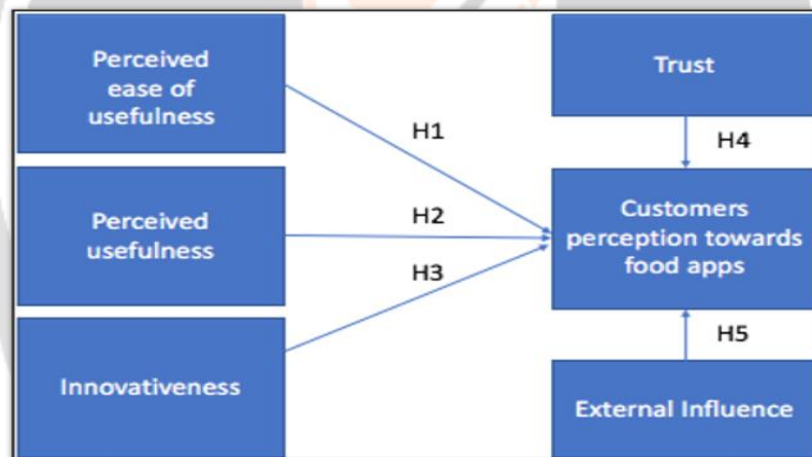 Perceived
ease of
usefulness
Trust
H1
H4
Perceived
usefulness
H2
Customers
perception towards
food apps
H3
Innovativeness
H5
External Influence